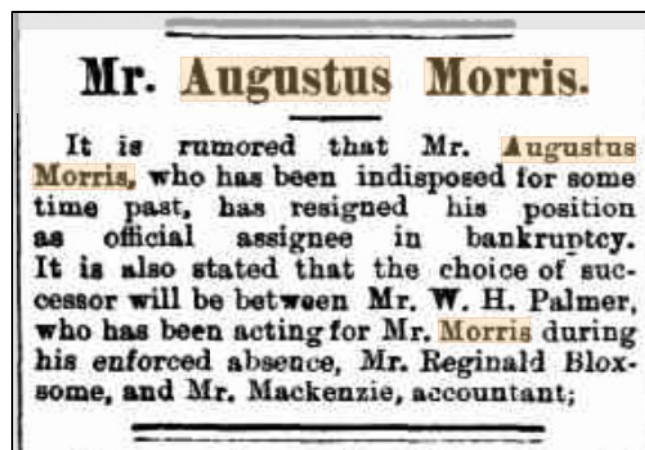 Mr. Augustus Morris.
It is rumored that Mr. Augustus
Morris, who has been indisposed for some
time past, has resigned his position
as official assignee in bankruptcy.
It is also stated that the choice of suc-
cessor will be between Mr. W. H. Palmer,
who has been acting for Mr. Morris during
his enforced absence, Mr. Reginald Blox-
some, and Mr. Mackenzie, accountant;